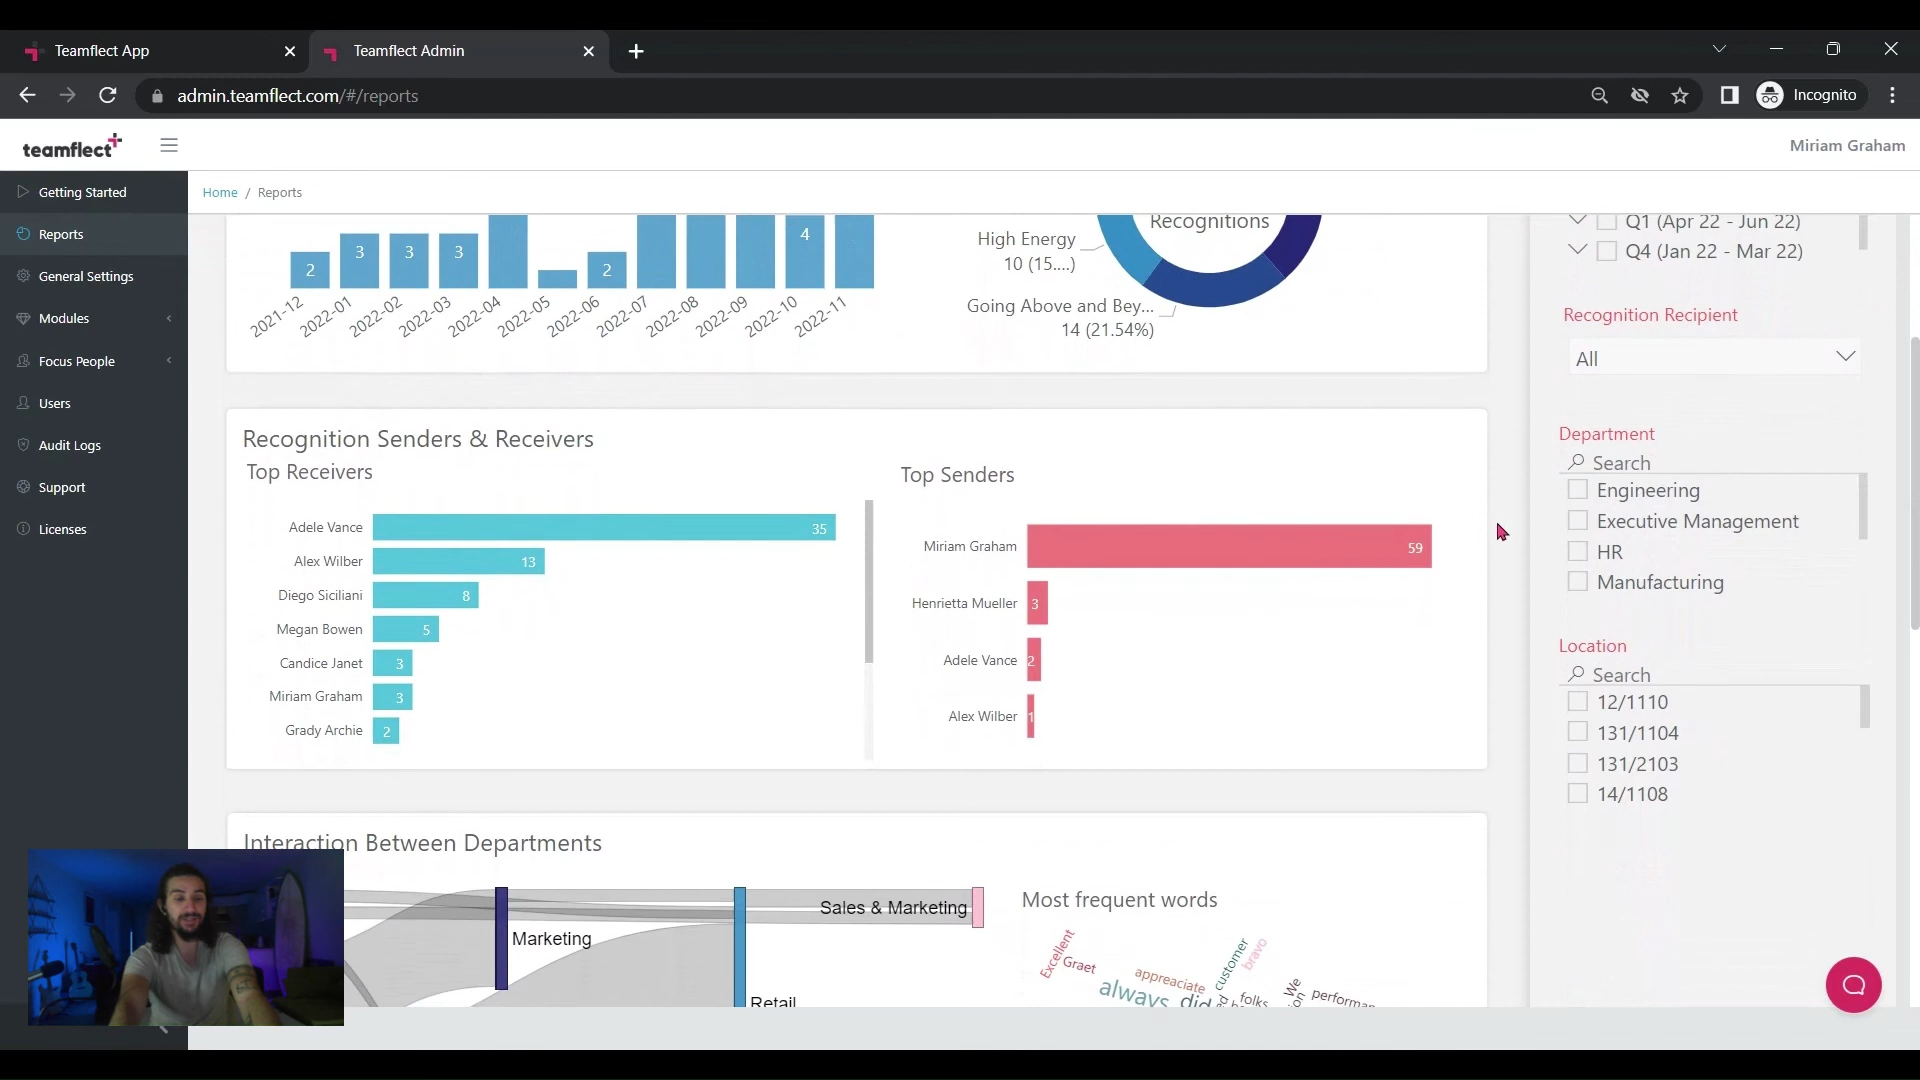 Teamflect App
Teamflect Admin
admin.teamflect.com/#/reports
Incognito
teamflect
Miriam Graham
Getting Started
Reports
General Settings
Modules
Focus People
Users
Audit Logs
Support
Licenses
Home / Reports
2
3
3
3
2
4
2021-12
2022-01
2022-02
2022-03
2022-04
2022-05
2022-06
2022-07
2022-08
2022-09
2022-10
2022-11
Recognitions
High Energy
10 (15....)
Going Above and Bey...
14 (21.54%)
Recognition Senders & Receivers
Top Receivers
Adele Vance 35
Alex Wilber 13
Diego Siciliani 8
Megan Bowen 5
Candice Janet 3
Miriam Graham 3
Grady Archie 2
Top Senders
Miriam Graham 59
Henrietta Mueller 3
Adele Vance 2
Alex Wilber 1
Interaction Between Departments
Marketing
Sales & Marketing
Retail
Most frequent words
Excellent
Graet
appreaciate
always
did
customer
bravo
folks
We
Q1 (Apr 22 - Jun 22)
Q4 (Jan 22 - Mar 22)
Recognition Recipient
All
Department
Search
Engineering
Executive Management
HR
Manufacturing
Location
Search
12/1110
131/1104
131/2103
14/1108